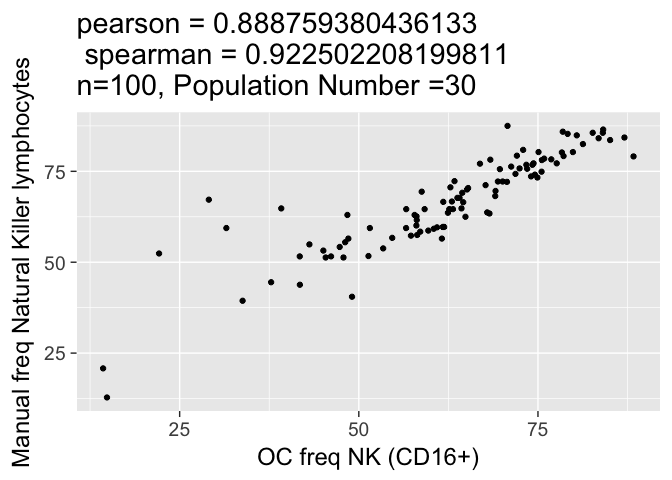 pearson = 0.888759380436133
spearman = 0.922502208199811
n=100, Population Number =30
Manual freq Natural Killer lymphocytes
75
50
25
25
50
75
OC freq NK (CD16+)